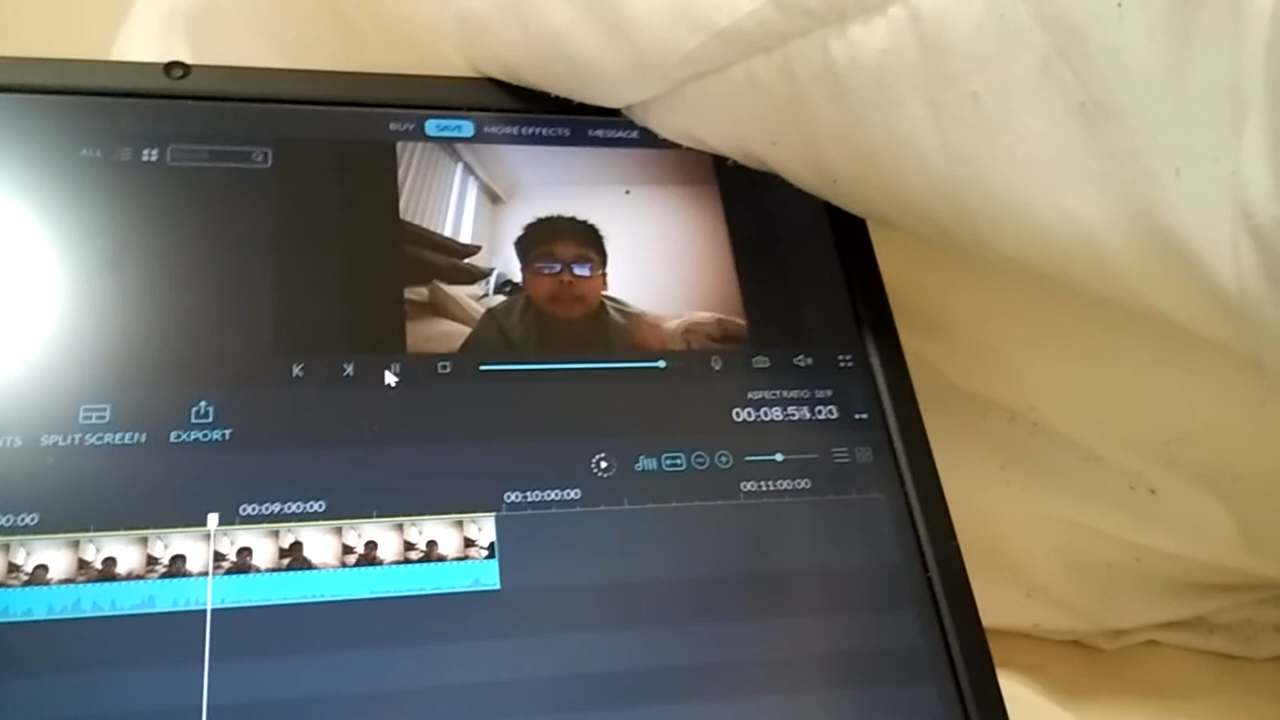 BUY SAVE MORE EFFECTS MESSAGE
ALL
ASPECT RATIO: 16:9
SPLIT SCREEN EXPORT
00:09:00:00 00:10:00:00 00:11:00:00